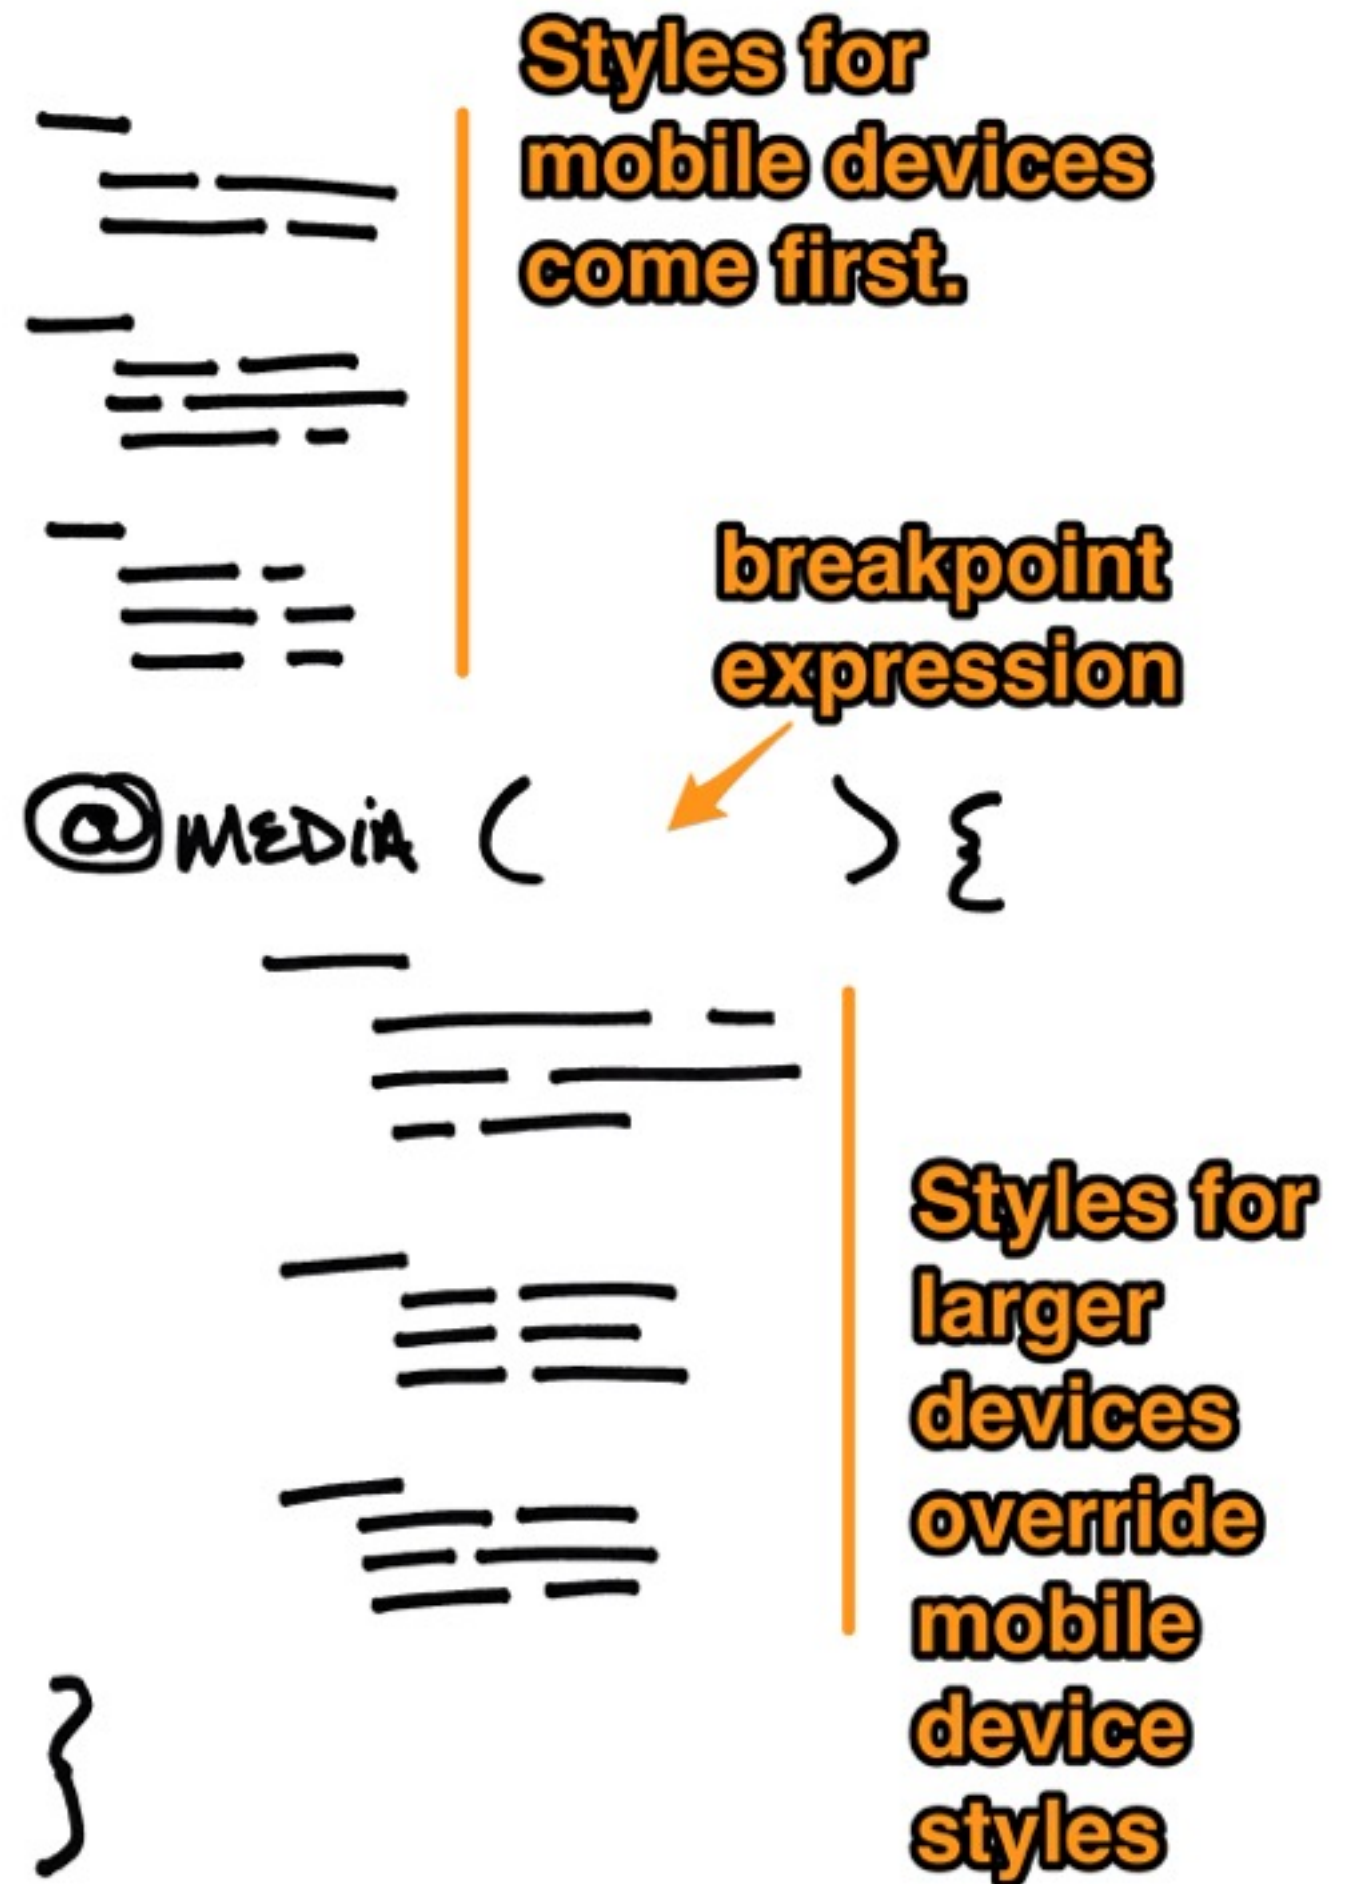 Styles for
mobile devices
come first.
breakpoint
expression
@MEDIA ( ) {
Styles for
larger
devices
override
mobile
device
styles
}